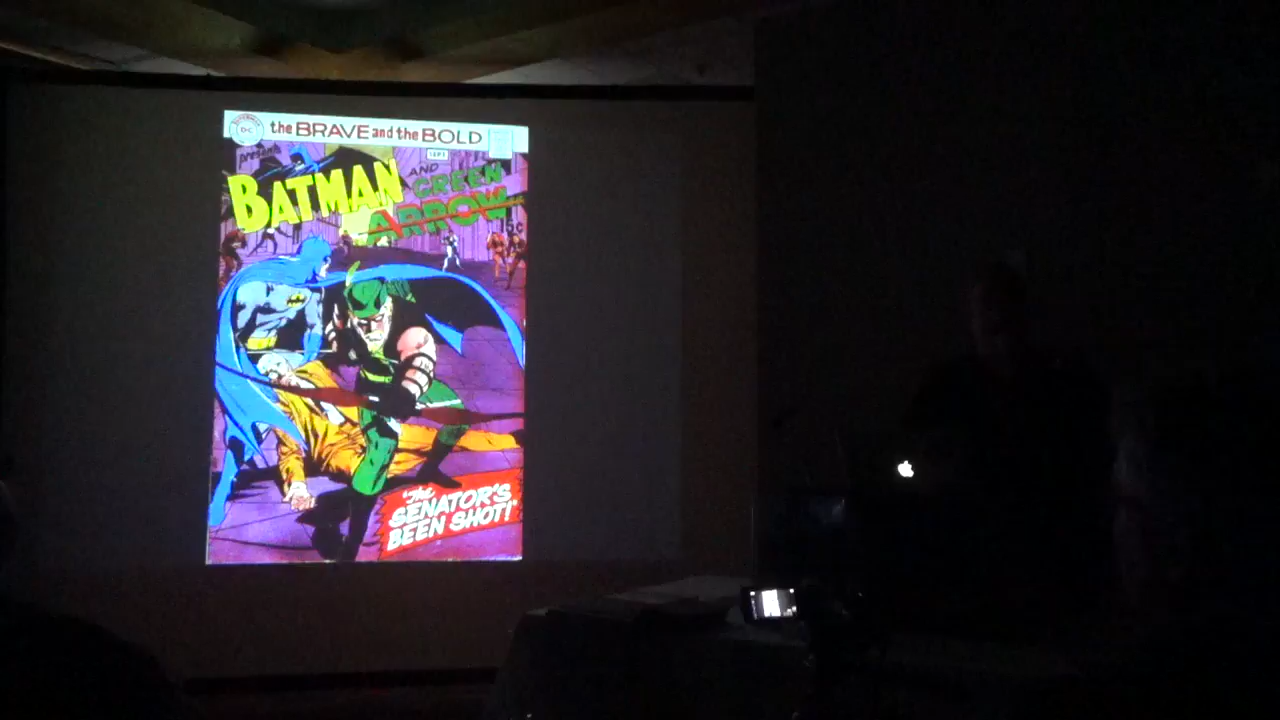 DC
the BRAVE and the BOLD
SEPT
presents
BATMAN
AND
GREEN
ARROW
15¢
"The
SENATOR'S
BEEN SHOT!"